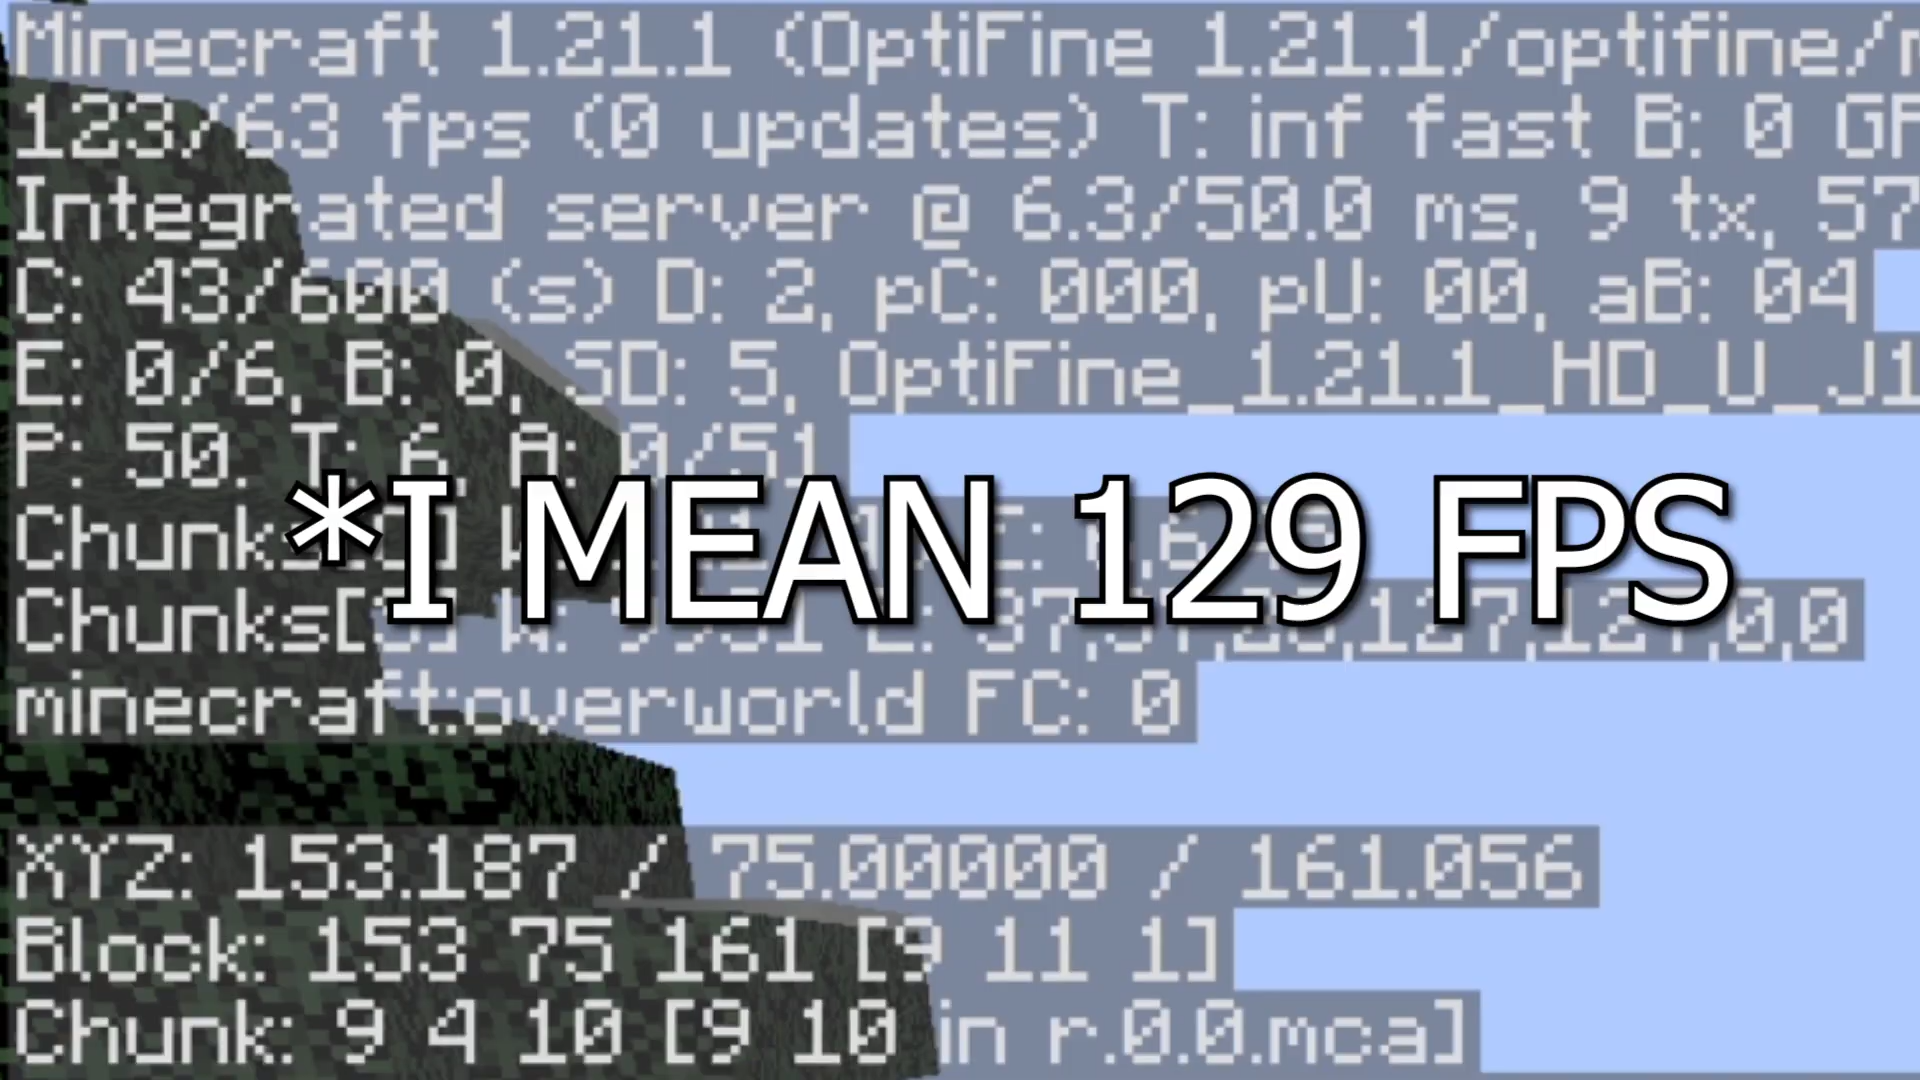 Minecraft 1.21.1 (OptiFine 1.21.1/optifine/
123/63 fps (0 updates) T: inf fast B: 0
Integrated server @ 6.3/50.0 ms, 9 tx, 57
C: 43/600 (s) D: 2, pC: 000, pU: 00, aB: 04
E: 0/6, B: 0, SD: 5, OptiFine_1.21.1_HD_U_J1
P: 50. T: 6, A: 0/51
*I MEAN 129 FPS
minecraft:overworld FC: 0
XYZ: 153.187 / 75.00000 / 161.056
Block: 153 75 161 [9 11 1]
Chunk: 9 4 10 [9 10 in r.0.0.mca]